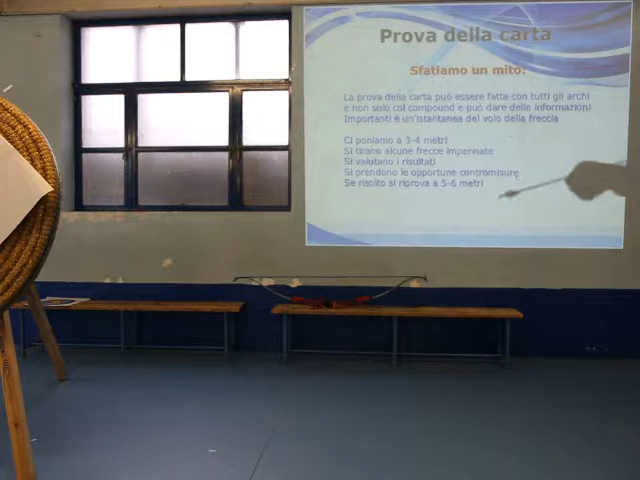 Prova della carta
Sfatiamo un mito:
La prova della carta può essere fatta con tutti gli archi
e non solo col compound e può dare delle informazioni
Importanti è un'istantanea del volo della freccia
Ci poniamo a 3-4 metri
Si tirano alcune frecce impennate
Si valutano i risultati
Si prendono le opportune contromisure
Se risolto si riprova a 5-6 metri